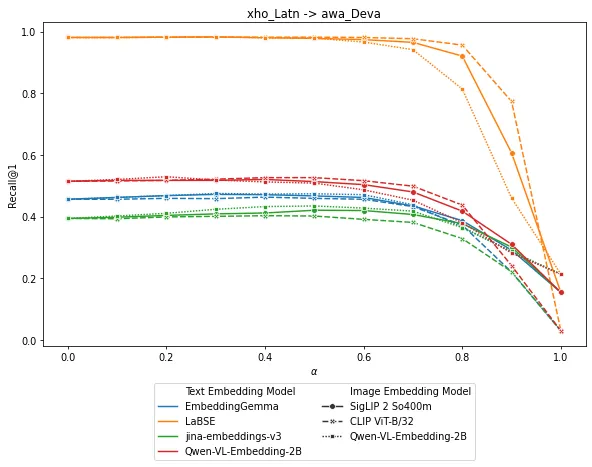 xho_Latn -> awa_Deva
1.0
0.8
0.6
0.4
0.2
0.0
Recall@1
0.0 0.2 0.4 0.6 0.8 1.0
α
Text Embedding Model Image Embedding Model
EmbeddingGemma SigLIP 2 So400m
LaBSE CLIP ViT-B/32
jina-embeddings-v3 Qwen-VL-Embedding-2B
Qwen-VL-Embedding-2B